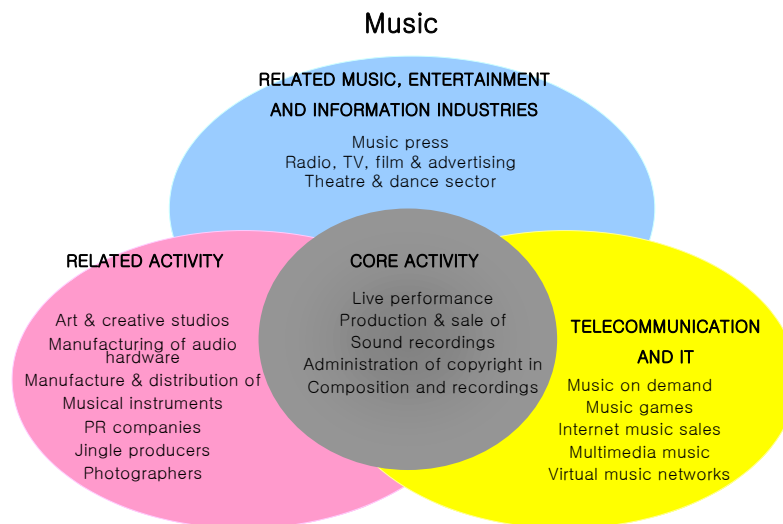 Music
RELATED MUSIC, ENTERTAINMENT
AND INFORMATION INDUSTRIES
Music press
Radio, TV, film & advertising
Theatre & dance sector
RELATED ACTIVITY
Art & creative studios
Manufacturing of audio
hardware
Manufacture & distribution of
Musical instruments
PR companies
Jingle producers
Photographers
CORE ACTIVITY
Live performance
Production & sale of
Sound recordings
Administration of copyright in
Composition and recordings
TELECOMMUNICATION
AND IT
Music on demand
Music games
Internet music sales
Multimedia music
Virtual music networks